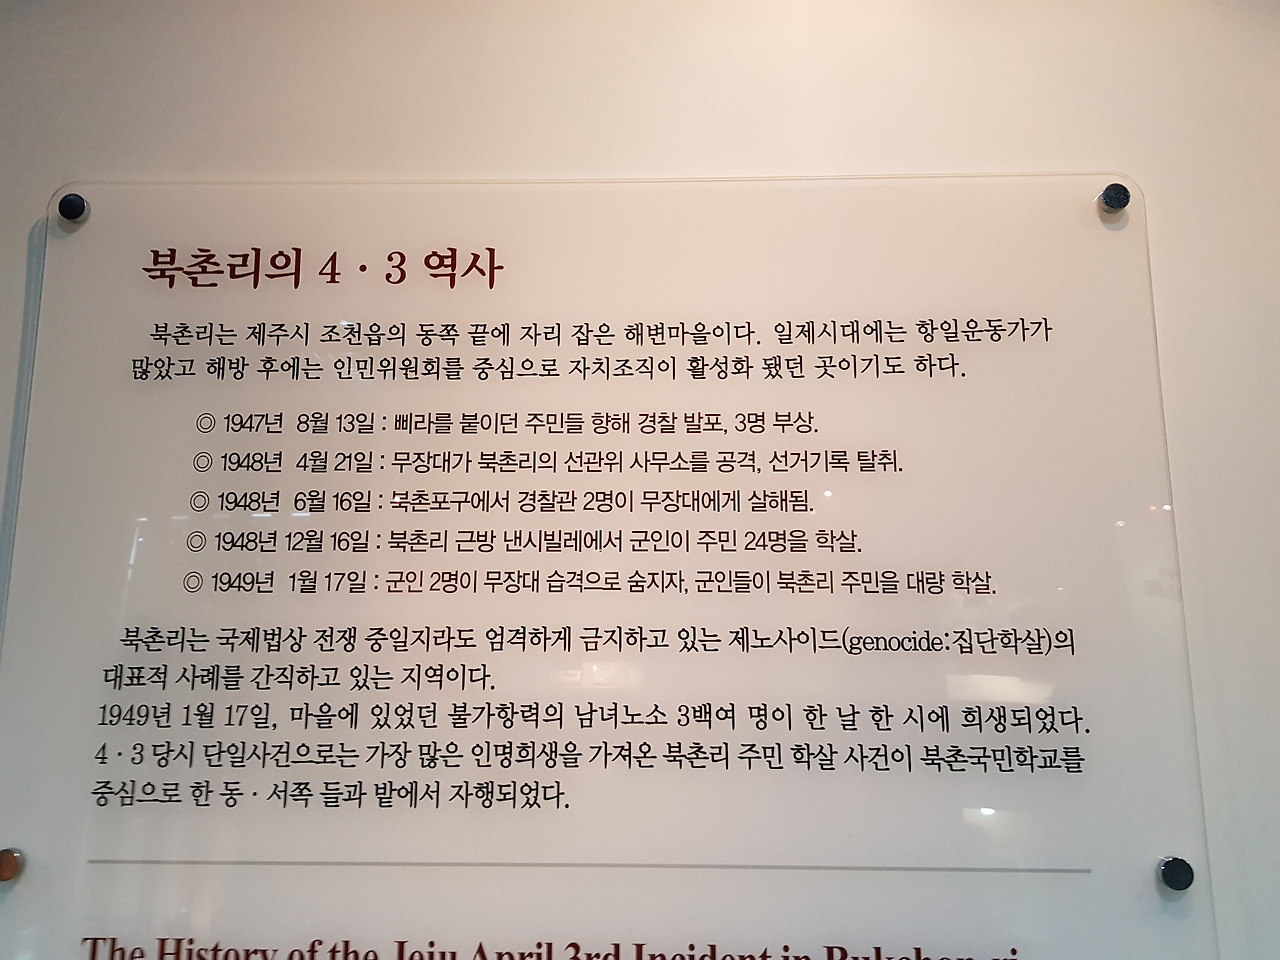 북촌리의 4 · 3 역사
북촌리는 제주시 조천읍의 동쪽 끝에 자리 잡은 해변마을이다. 일제시대에는 항일운동가가
많았고 해방 후에는 인민위원회를 중심으로 자치조직이 활성화 됐던 곳이기도 하다.
◎ 1947년 8월 13일 : 삐라를 붙이던 주민들 향해 경찰 발포, 3명 부상.
◎ 1948년 4월 21일 : 무장대가 북촌리의 선관위 사무소를 공격, 선거기록 탈취.
◎ 1948년 6월 16일 : 북촌포구에서 경찰관 2명이 무장대에게 살해됨.
◎ 1948년 12월 16일 : 북촌리 근방 낸시빌레에서 군인이 주민 24명을 학살.
◎ 1949년 1월 17일 : 군인 2명이 무장대 습격으로 숨지자, 군인들이 북촌리 주민을 대량 학살.
북촌리는 국제법상 전쟁 중일지라도 엄격하게 금지하고 있는 제노사이드(genocide:집단학살)의
대표적 사례를 간직하고 있는 지역이다.
1949년 1월 17일, 마을에 있었던 불가항력의 남녀노소 3백여 명이 한 날 한 시에 희생되었다.
4 · 3 당시 단일사건으로는 가장 많은 인명희생을 가져온 북촌리 주민 학살 사건이 북촌국민학교를
중심으로 한 동 · 서쪽 들과 밭에서 자행되었다.
The History of the Jeju April 3rd Incident in Bukchon-ri